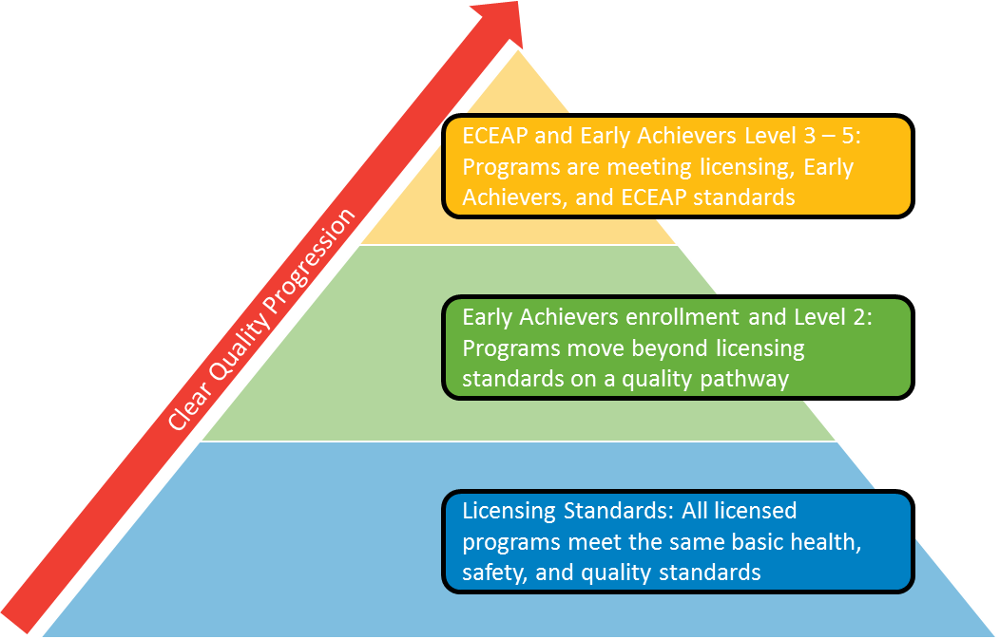 ECEAP and Early Achievers Level 3 – 5:
Programs are meeting licensing, Early
Achievers, and ECEAP standards
Clear Quality Progression
Early Achievers enrollment and Level 2:
Programs move beyond licensing
standards on a quality pathway
Licensing Standards: All licensed
programs meet the same basic health,
safety, and quality standards